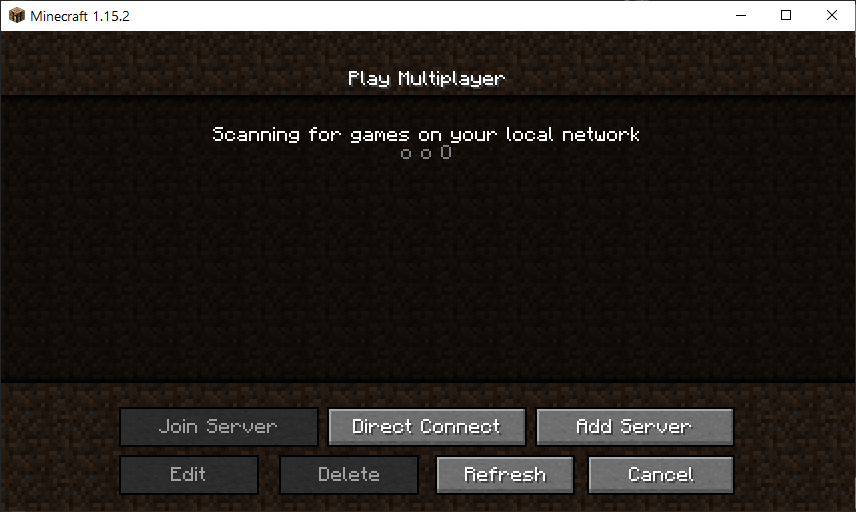 Minecraft 1.15.2
Play Multiplayer
Scanning for games on your local network
o o O
Join Server Direct Connect Add Server
Edit Delete Refresh Cancel